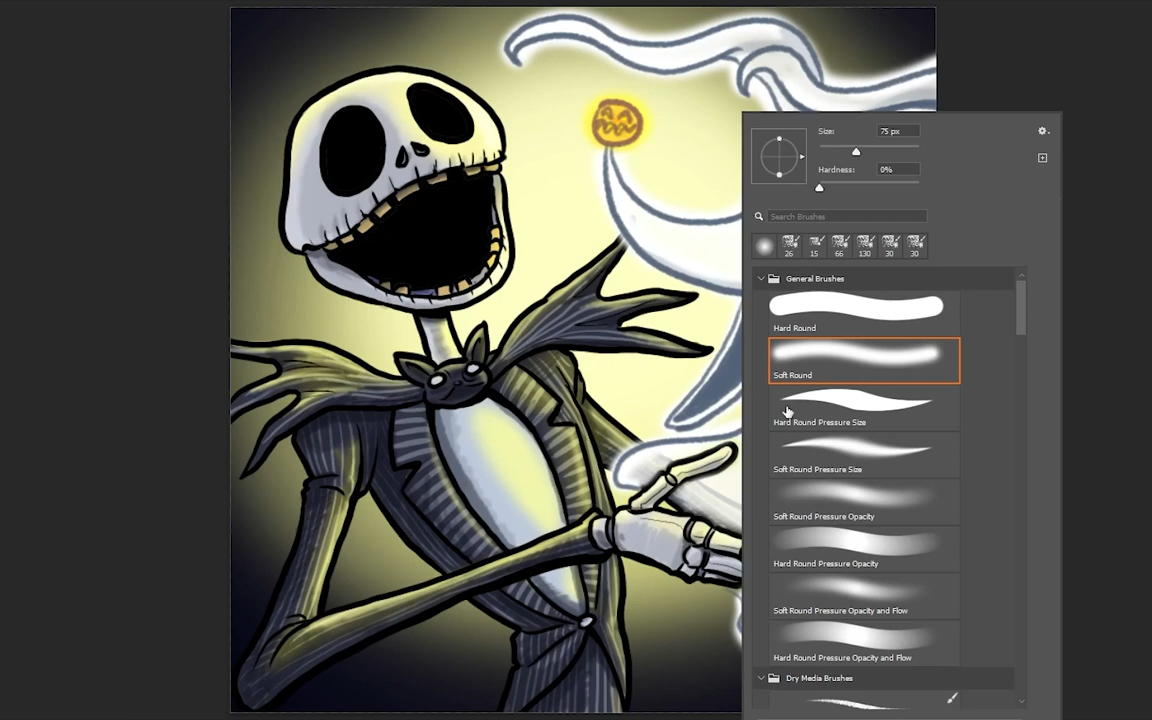 Size:
75 px
Hardness:
0%
Search Brushes
26 15 66 130 30 30
General Brushes
Hard Round
Soft Round
Hard Round Pressure Size
Soft Round Pressure Size
Soft Round Pressure Opacity
Hard Round Pressure Opacity
Soft Round Pressure Opacity and Flow
Hard Round Pressure Opacity and Flow
Dry Media Brushes